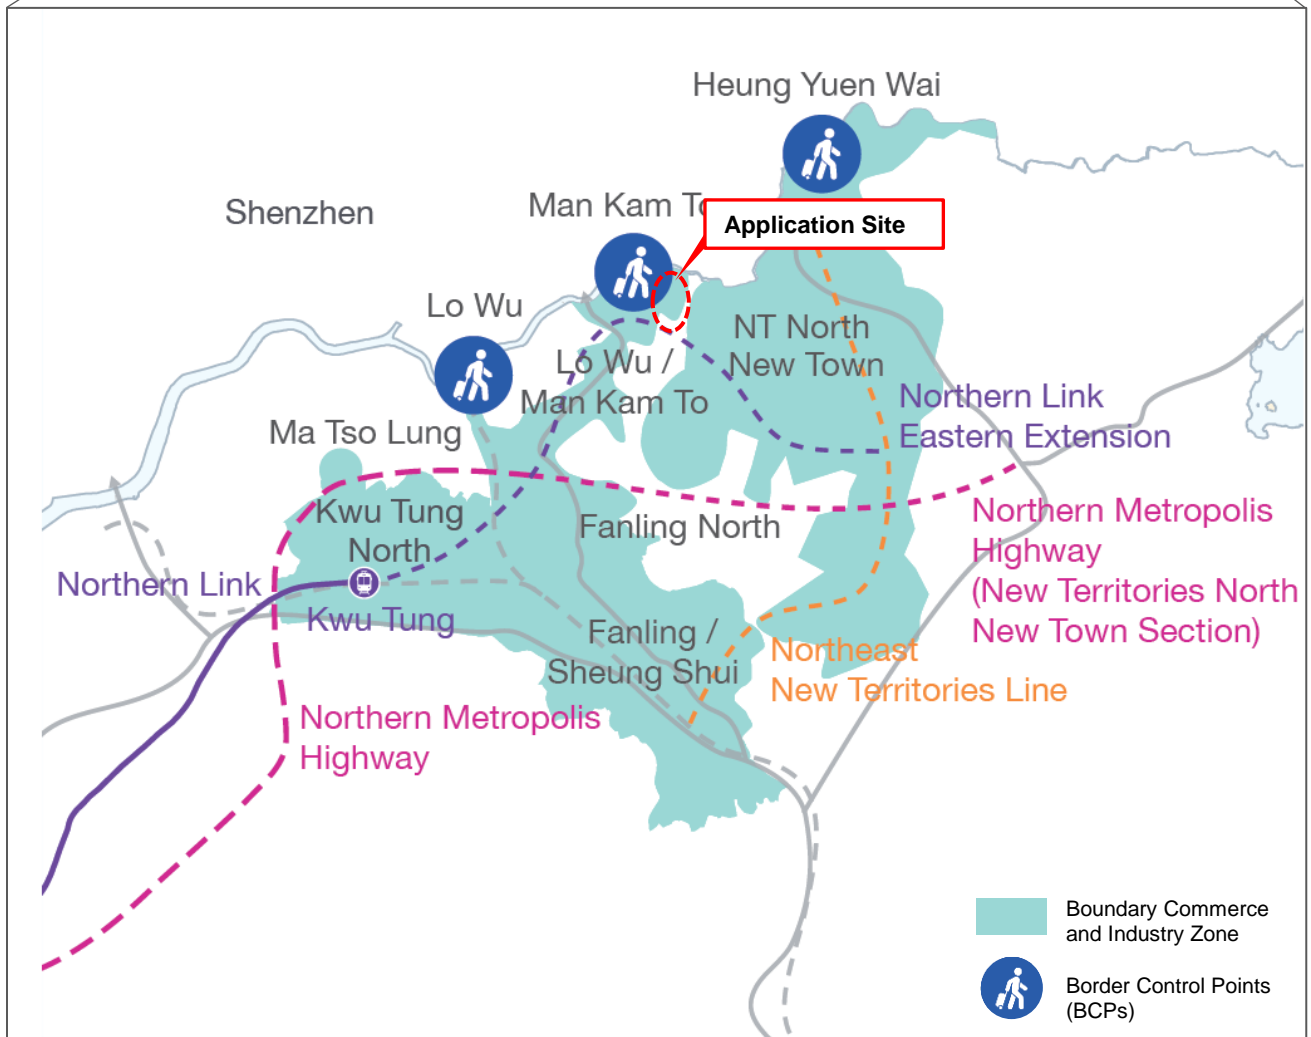 Heung Yuen Wai
Man Kam To
Shenzhen
Application Site
Lo Wu
NT North
New Town
Lo Wu /
Man Kam To
Northern Link
Eastern Extension
Ma Tso Lung
Kwu Tung
North
Fanling North
Northern Metropolis
Highway
(New Territories North
New Town Section)
Northern Link
Kwu Tung
Fanling /
Sheung Shui
Northeast
New Territories Line
Northern Metropolis
Highway
Boundary Commerce
and Industry Zone
Border Control Points
(BCPs)